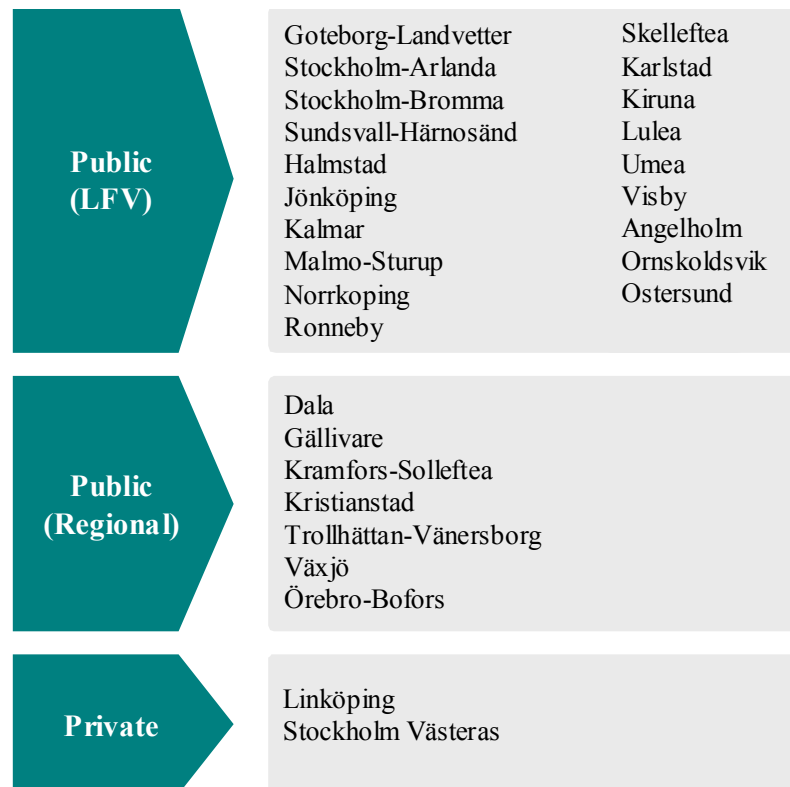 Public
(LFV)
Goteborg-Landvetter
Stockholm-Arlanda
Stockholm-Bromma
Sundsvall-Härnosänd
Halmstad
Jönköping
Kalmar
Malmo-Sturup
Norrkoping
Ronneby
Skelleftea
Karlstad
Kiruna
Lulea
Umea
Visby
Angelholm
Ornskoldsvik
Ostersund
Public
(Regional)
Dala
Gällivare
Kramfors-Solleftea
Kristianstad
Trollhättan-Vänersborg
Växjö
Örebro-Bofors
Private
Linköping
Stockholm Västeras